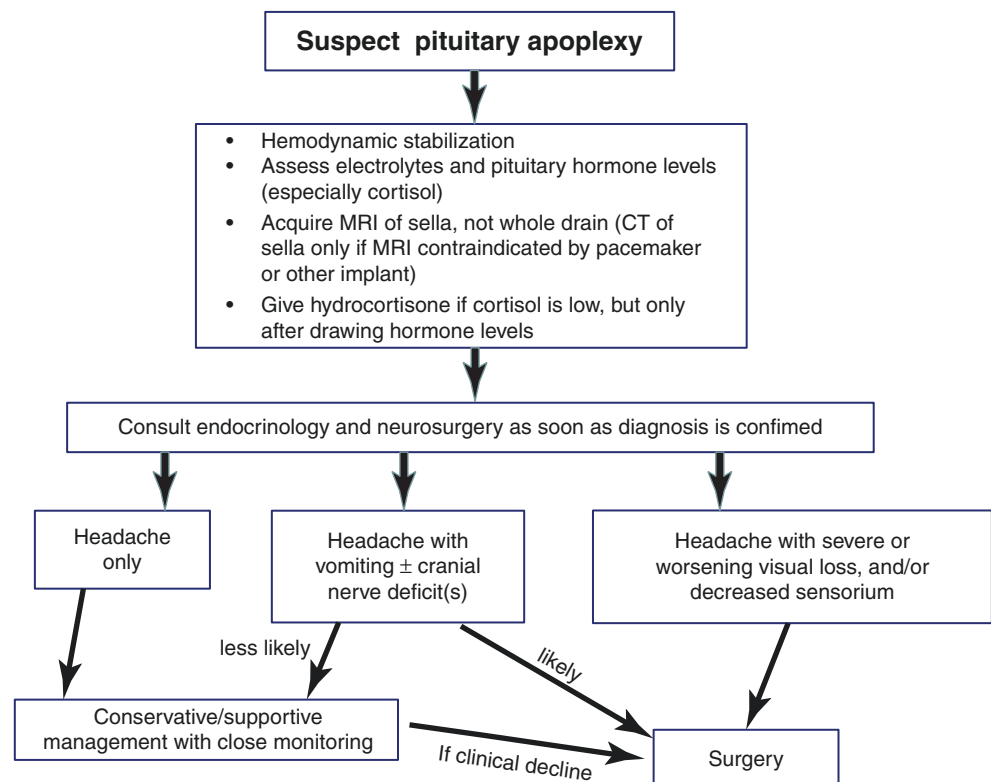 Suspect pituitary apoplexy
• Hemodynamic stabilization
• Assess electrolytes and pituitary hormone levels
(especially cortisol)
• Acquire MRI of sella, not whole drain (CT of
sella only if MRI contraindicated by pacemaker
or other implant)
• Give hydrocortisone if cortisol is low, but only
after drawing hormone levels
Consult endocrinology and neurosurgery as soon as diagnosis is confimed
Headache
only
Headache with
vomiting ± cranial
nerve deficit(s)
Headache with severe or
worsening visual loss, and/or
decreased sensorium
less likely
likely
Conservative/supportive
management with close monitoring
If clinical decline
Surgery